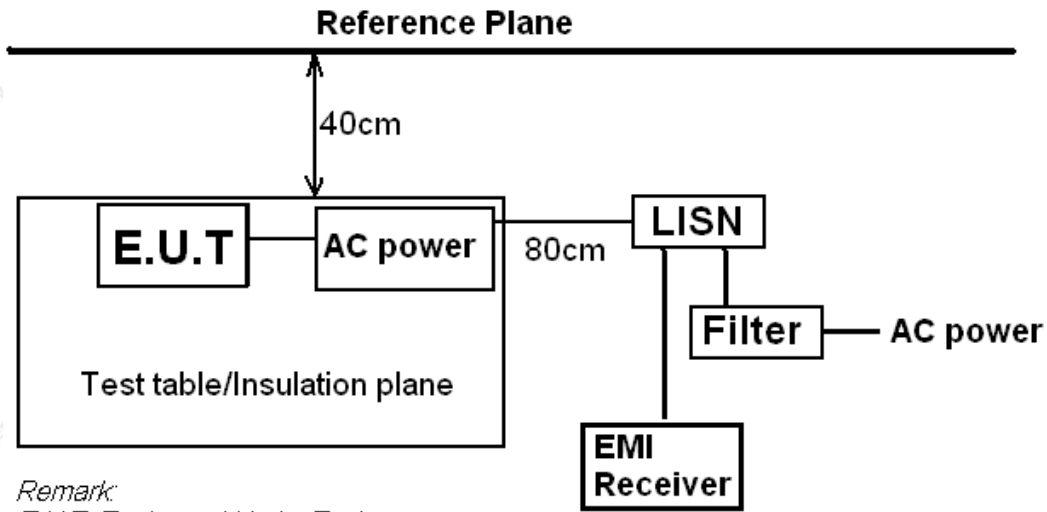 Reference Plane
40cm
E.U.T
AC power
80cm
LISN
Filter
AC power
Test table/Insulation plane
EMI
Receiver
Remark: